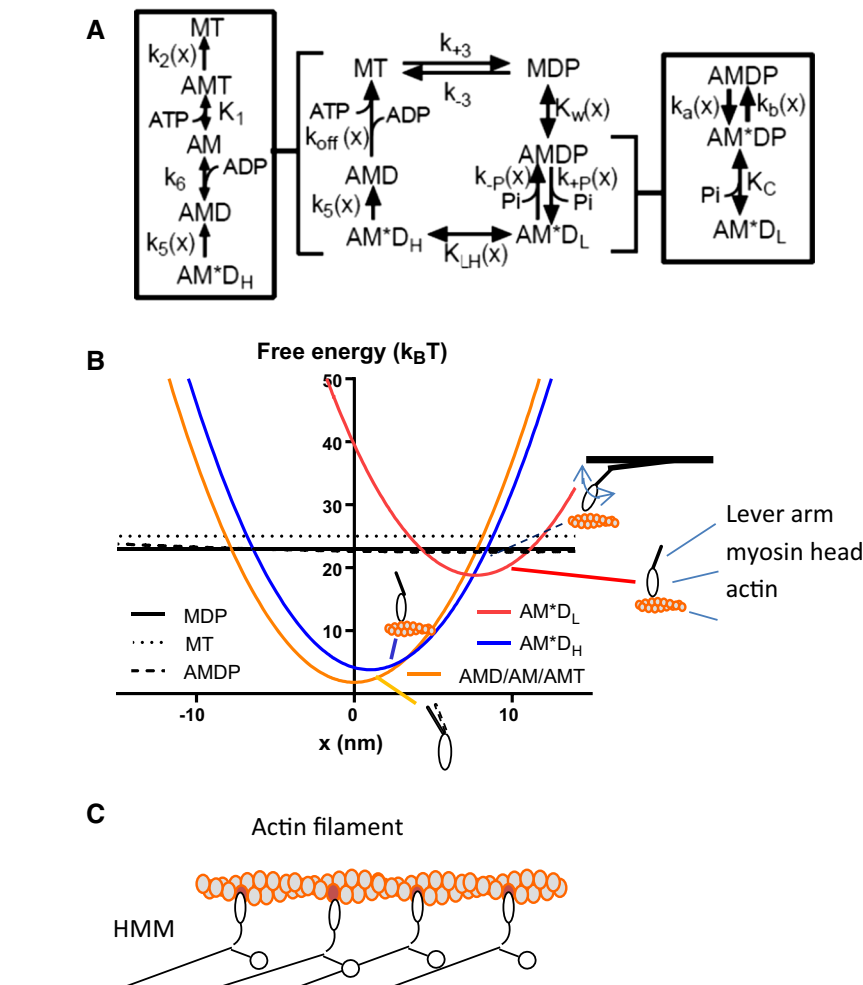 A
MT
k2(x)
AMT
ATP K1
AM
k6 ADP
AMD
k5(x)
AM*DH
MT k+3 MDP
k-3
ATP ADP
koff (x)
Kw(x)
AMD AMDP
k-P(x) k+P(x)
Pi Pi
k5(x)
AM*DH AM*DL
KLH(x)
AMDP
ka(x) kb(x)
AM*DP
Pi KC
AM*DL
B
Free energy (kBT)
50
40
30
20
10
-10 0 10
x (nm)
MDP
MT
AMDP
AM*DL
AM*DH
AMD/AM/AMT
Lever arm
myosin head
actin
C
Actin filament
HMM